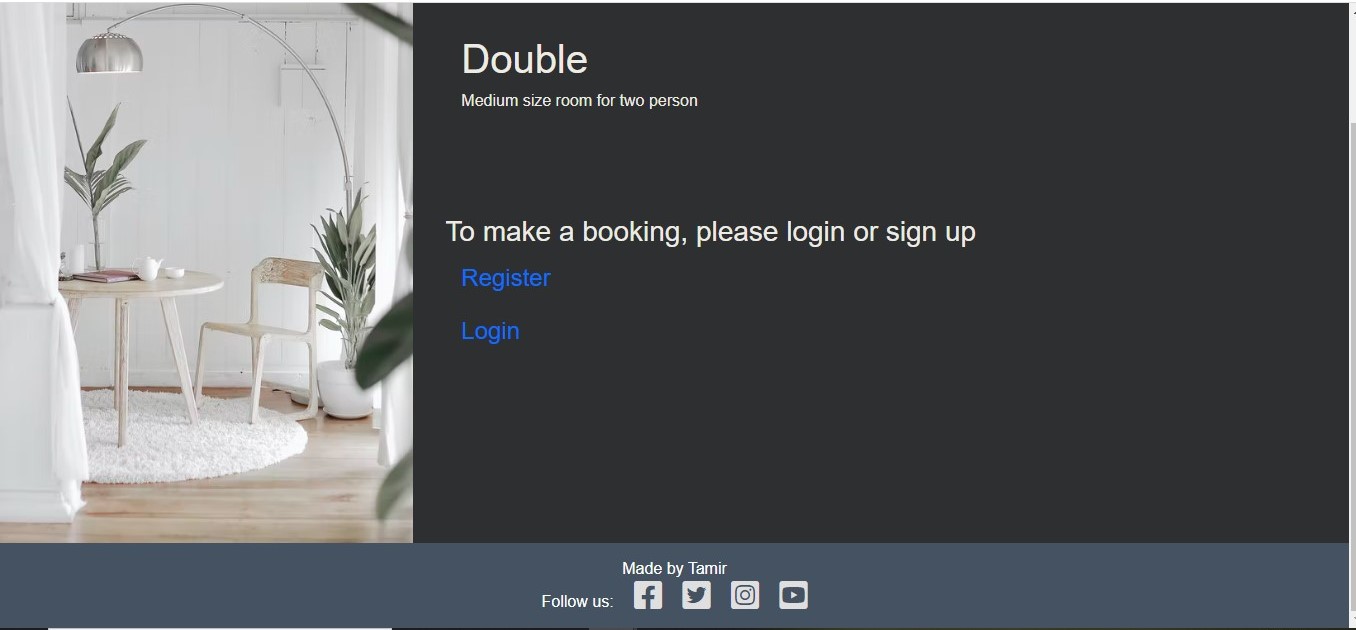 Double
Medium size room for two person
To make a booking, please login or sign up
Register
Login
Made by Tamir
Follow us: